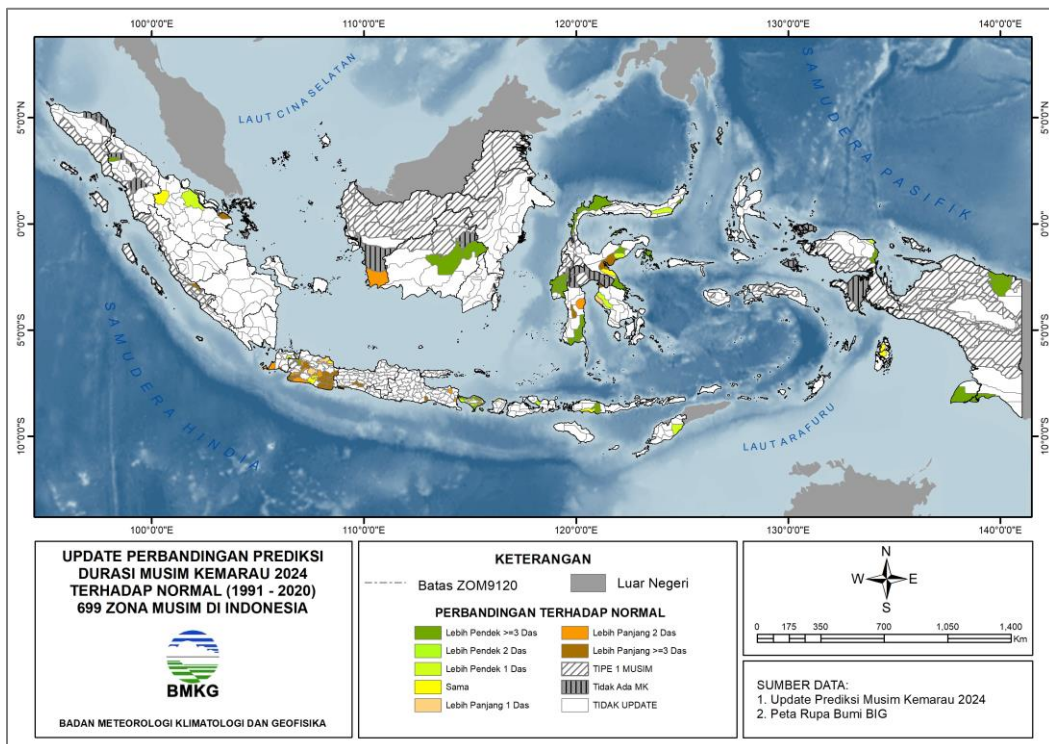 100°0'0"E 110°0'0"E 120°0'0"E 130°0'0"E 140°0'0"E
5°0'0"N
0°0'0"
5°0'0"S
10°0'0"S
LAUT CINA SELATAN
SAMUDERA PASIFIK
SAMUDERA HINDIA
LAUT ARAFURU
5°0'0"N
0°0'0"
5°0'0"S
10°0'0"S
100°0'0"E 110°0'0"E 120°0'0"E 130°0'0"E 140°0'0"E
UPDATE PERBANDINGAN PREDIKSI
DURASI MUSIM KEMARAU 2024
TERHADAP NORMAL (1991 - 2020)
699 ZONA MUSIM DI INDONESIA
BMKG
BADAN METEOROLOGI KLIMATOLOGI DAN GEOFISIKA
KETERANGAN
Batas ZOM9120 Luar Negeri
PERBANDINGAN TERHADAP NORMAL
Lebih Pendek >=3 Das
Lebih Pendek 2 Das
Lebih Pendek 1 Das
Sama
Lebih Panjang 1 Das
Lebih Panjang 2 Das
Lebih Panjang >=3 Das
TIPE 1 MUSIM
Tidak Ada MK
TIDAK UPDATE
N
W E
S
0 175 350 700 1,050 1,400
Km
SUMBER DATA:
1. Update Prediksi Musim Kemarau 2024
2. Peta Rupa Bumi BIG